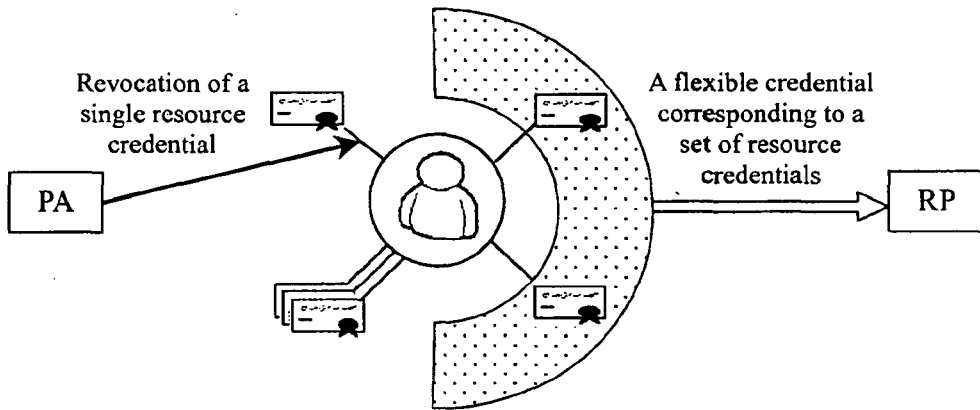 Revocation of a
single resource
credential
PA
A flexible credential
corresponding to a
set of resource
credentials
RP